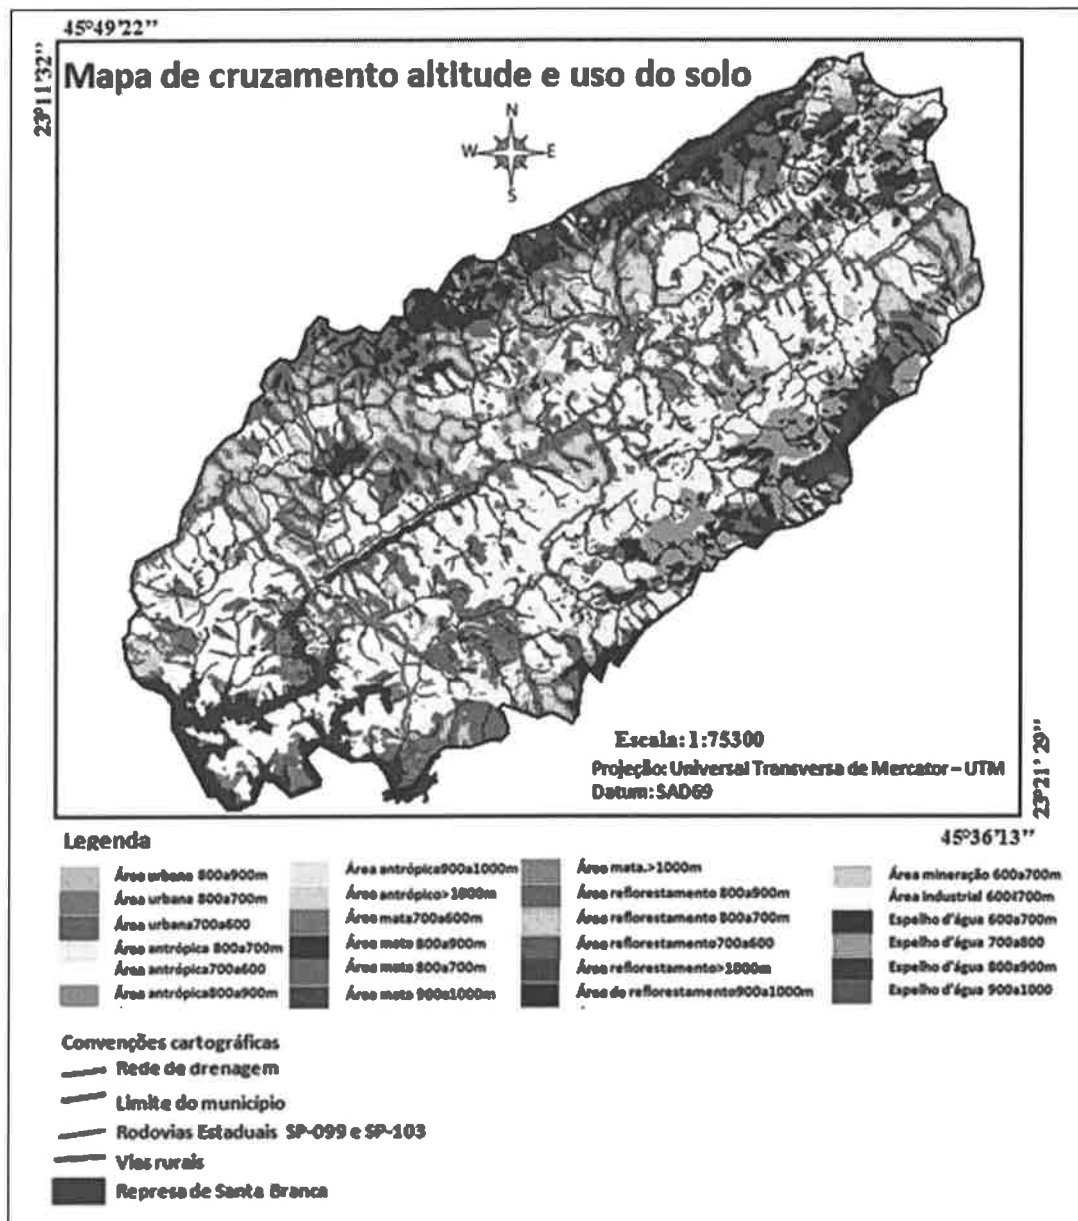 45°49'22”
23º11'32”
Mapa de cruzamento altitude e uso do solo
N
W E
S
Escala: 1:75300
Projeção: Universal Transversa de Mercator – UTM
Datum: SAD69
23º21'29”
45°36'13”
Legenda
Área urbana 800a900m
Área urbana 800a700m
Área urbana700a600
Área antrópica 800a700m
Área antrópica700a600
Área antrópica800a900m
Área antrópica900a1000m
Área antrópico>1000m
Área mata700a600m
Área mata 800a900m
Área mata 800a700m
Área mata 900a1000m
Área mata.>1000m
Área reflorestamento 800a900m
Área reflorestamento 800a700m
Área reflorestamento700a600
Área reflorestamento>1000m
Área de reflorestamento900a1000m
Área mineração 600a700m
Área Industrial 600a700m
Espelho d'água 600a700m
Espelho d'água 700a800
Espelho d'água 800a900m
Espelho d'água 900a1000
Convenções cartográficas
Rede de drenagem
Limite do município
Rodovias Estaduais SP-099 e SP-103
Vias rurais
Represa de Santa Branca